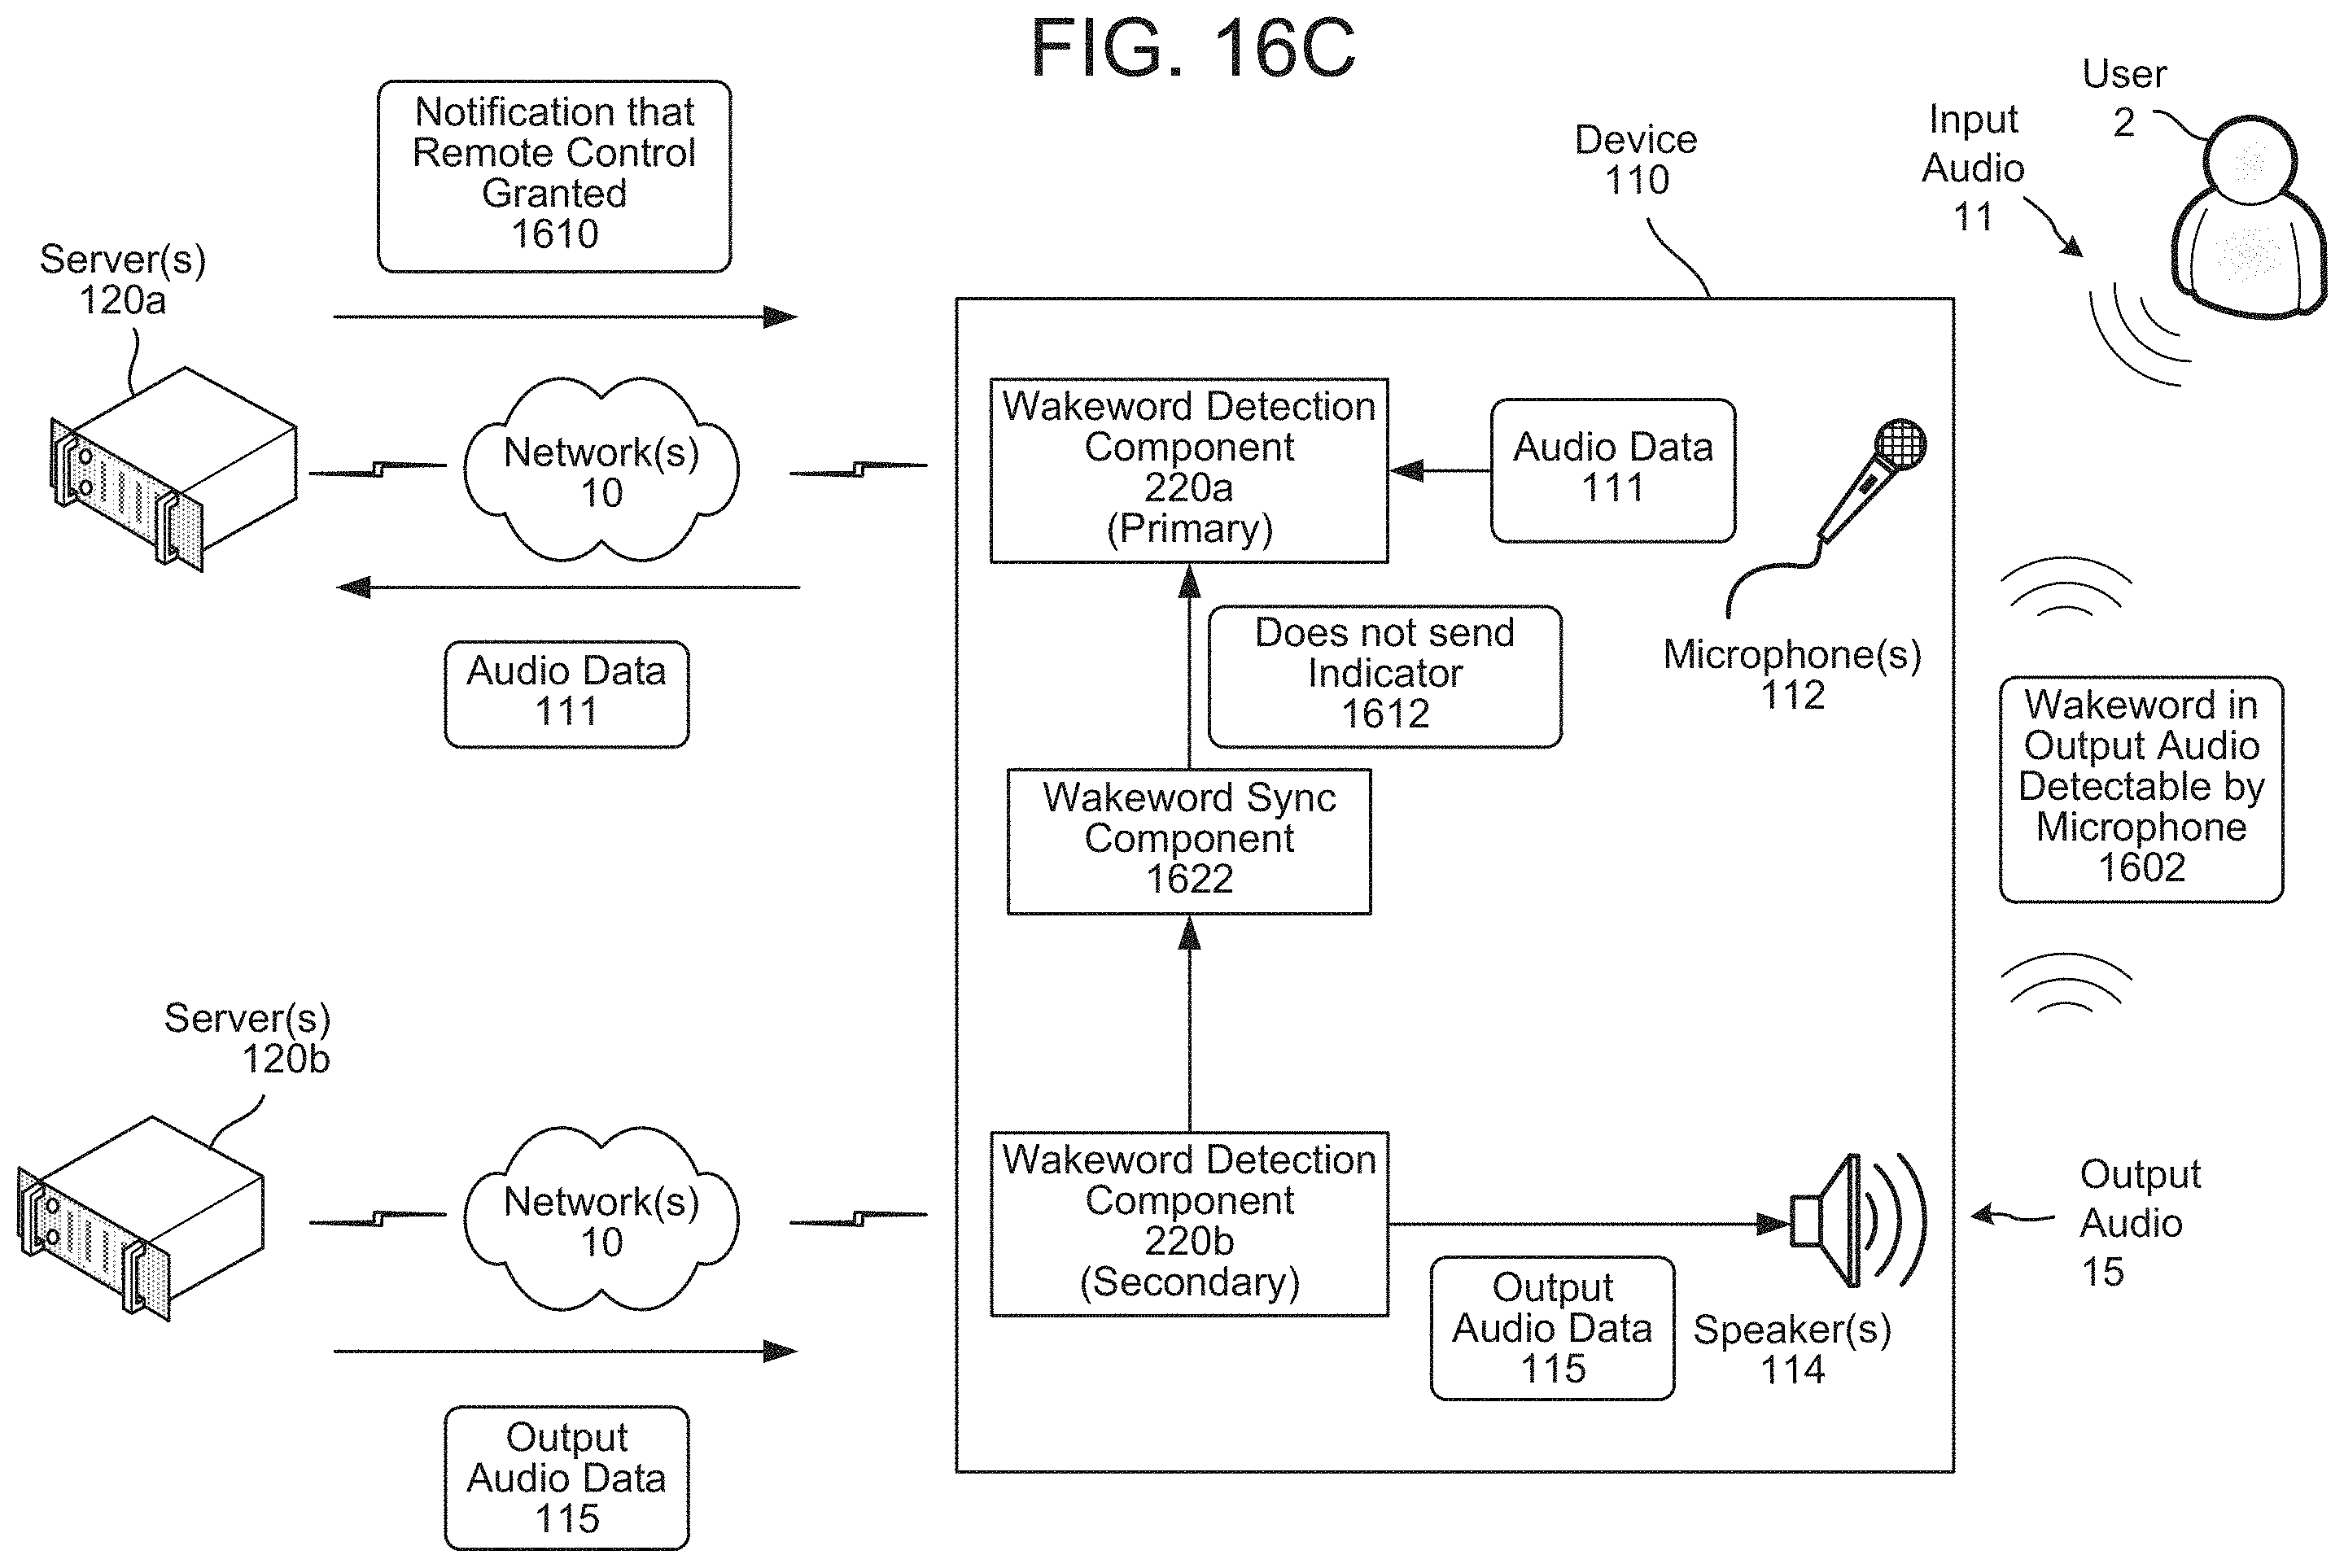 FIG. 16C
Notification that
Remote Control
Granted
1610
Server(s)
120a
Network(s)
10
Audio Data
111
Device
110
Input
Audio
11
User
2
Wakeword Detection
Component
220a
(Primary)
Audio Data
111
Does not send
Indicator
1612
Microphone(s)
112
Wakeword Sync
Component
1622
Wakeword in
Output Audio
Detectable by
Microphone
1602
Server(s)
120b
Network(s)
10
Output
Audio Data
115
Wakeword Detection
Component
220b
(Secondary)
Output
Audio Data
115
Speaker(s)
114
Output
Audio
15